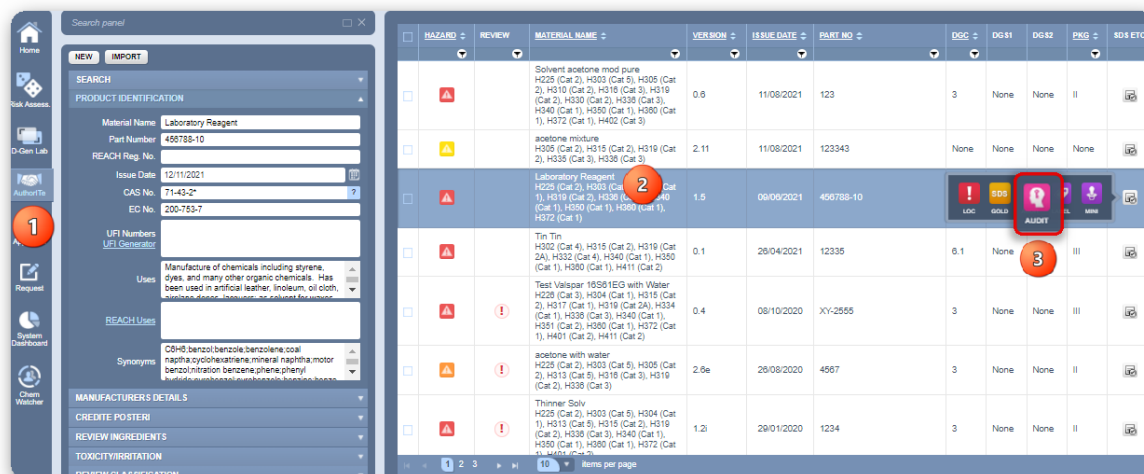 Search panel
Home
Risk Assess.
D-Gen Lab
AuthorITe
1
Request
System
Dashboard
Chem
Watcher
NEW
IMPORT
SEARCH
PRODUCT IDENTIFICATION
Material Name Laboratory Reagent
Part Number 456788-10
REACH Reg. No.
Issue Date 12/11/2021
CAS No. 71-43-2* ?
EC No. 200-753-7
UFI Numbers
UFI Generator
Uses
Manufacture of chemicals including styrene,
dyes, and many other organic chemicals. Has
been used in artificial leather, linoleum, oil cloth,
airplane dopes, lacquers; as solvent for waxes
REACH Uses
Synonyms
C6H6;benzol;benzole;benzolene;coal
naptha;cyclohexatriene;mineral naphtha;motor
benzol;nitration benzene;phene;phenyl
MANUFACTURERS DETAILS
CREDITE POSTERI
REVIEW INGREDIENTS
TOXICITY/IRRITATION
REVIEW CLASSIFICATION
HAZARD REVIEW MATERIAL NAME VERSION ISSUE DATE PART NO DGC DGS1 DGS2 PKG SDS ETC
Solvent acetone mod pure
H225 (Cat 2), H303 (Cat 5), H305 (Cat
2), H310 (Cat 2), H316 (Cat 3), H319
(Cat 2), H330 (Cat 2), H336 (Cat 3),
H340 (Cat 1), H350 (Cat 1), H360 (Cat
1), H372 (Cat 1), H402 (Cat 3)
0.6 11/08/2021 123 3 None None II
acetone mixture
H305 (Cat 2), H315 (Cat 2), H319 (Cat
2), H335 (Cat 3), H336 (Cat 3)
2.11 11/08/2021 123343 None None None None
Laboratory Reagent
H225 (Cat 2), H303 (Cat
1), H319 (Cat 2), H336
(Cat 1), H350 (Cat 1), H360 (Cat 1),
H372 (Cat 1)
2
1.5 09/06/2021 456788-10
LOC
SDS
GOLD
AUDIT
MINI
3
Tin Tin
H302 (Cat 4), H315 (Cat 2), H319 (Cat
2A), H332 (Cat 4), H340 (Cat 1), H350
(Cat 1), H360 (Cat 1), H411 (Cat 2)
0.1 26/04/2021 12335 6.1 None III
Test Valspar 16S61EG with Water
H226 (Cat 3), H304 (Cat 1), H315 (Cat
2), H317 (Cat 1), H319 (Cat 2A), H334
(Cat 1), H336 (Cat 3), H340 (Cat 1),
H351 (Cat 2), H360 (Cat 1), H372 (Cat
1), H401 (Cat 2), H411 (Cat 2)
0.4 08/10/2020 XY-2555 3 None None III
acetone with water
H225 (Cat 2), H303 (Cat 5), H305 (Cat
2), H313 (Cat 5), H316 (Cat 3), H319
(Cat 2), H336 (Cat 3)
2.6e 26/08/2020 4567 3 None None II
Thinner Solv
H225 (Cat 2), H303 (Cat 5), H304 (Cat
1), H313 (Cat 5), H315 (Cat 2), H319
(Cat 2), H336 (Cat 3), H340 (Cat 1),
H350 (Cat 1), H360 (Cat 1), H372 (Cat
1), H401 (Cat 2)
1.2i 29/01/2020 1234 3 None None II
1 2 3 10 items per page